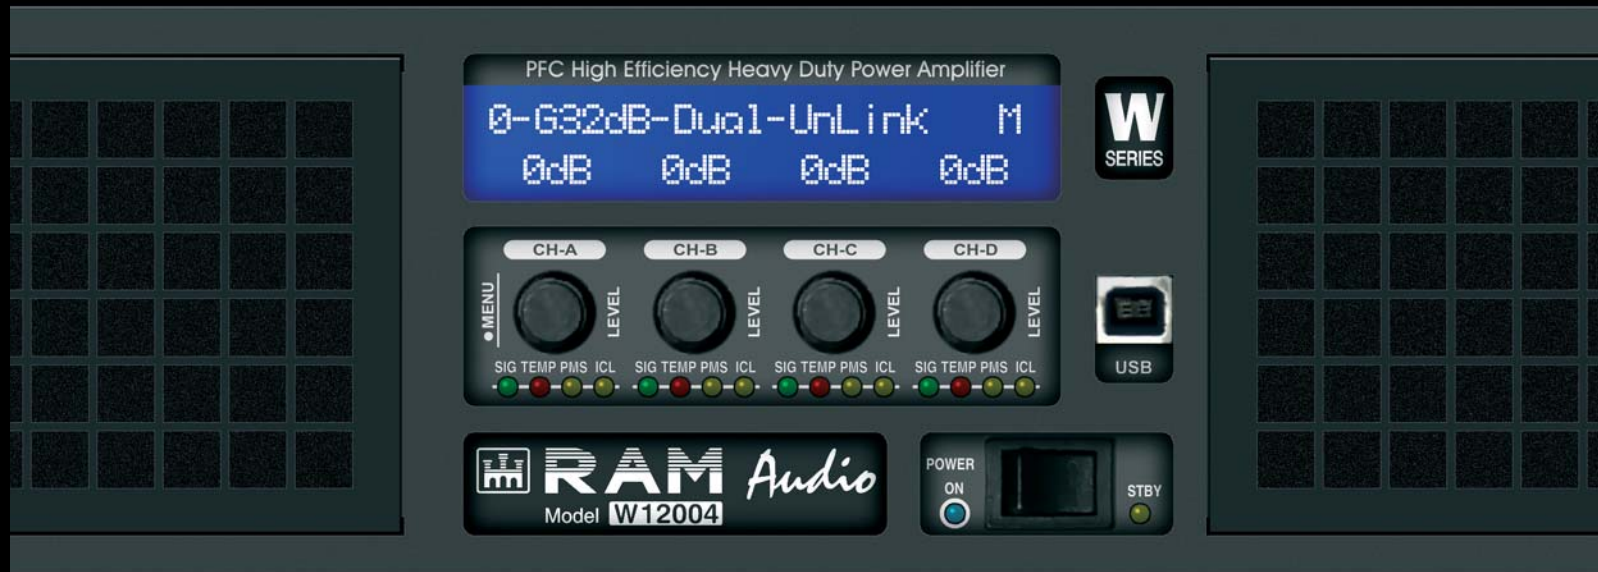 PFC High Efficiency Heavy Duty Power Amplifier
0-G32dB-Dual-UnLink M
0dB 0dB 0dB 0dB
W
SERIES
CH-A CH-B CH-C CH-D
MENU LEVEL LEVEL LEVEL LEVEL
SIG TEMP PMS ICL SIG TEMP PMS ICL SIG TEMP PMS ICL SIG TEMP PMS ICL
USB
RAM Audio
Model W12004
POWER
ON
STBY